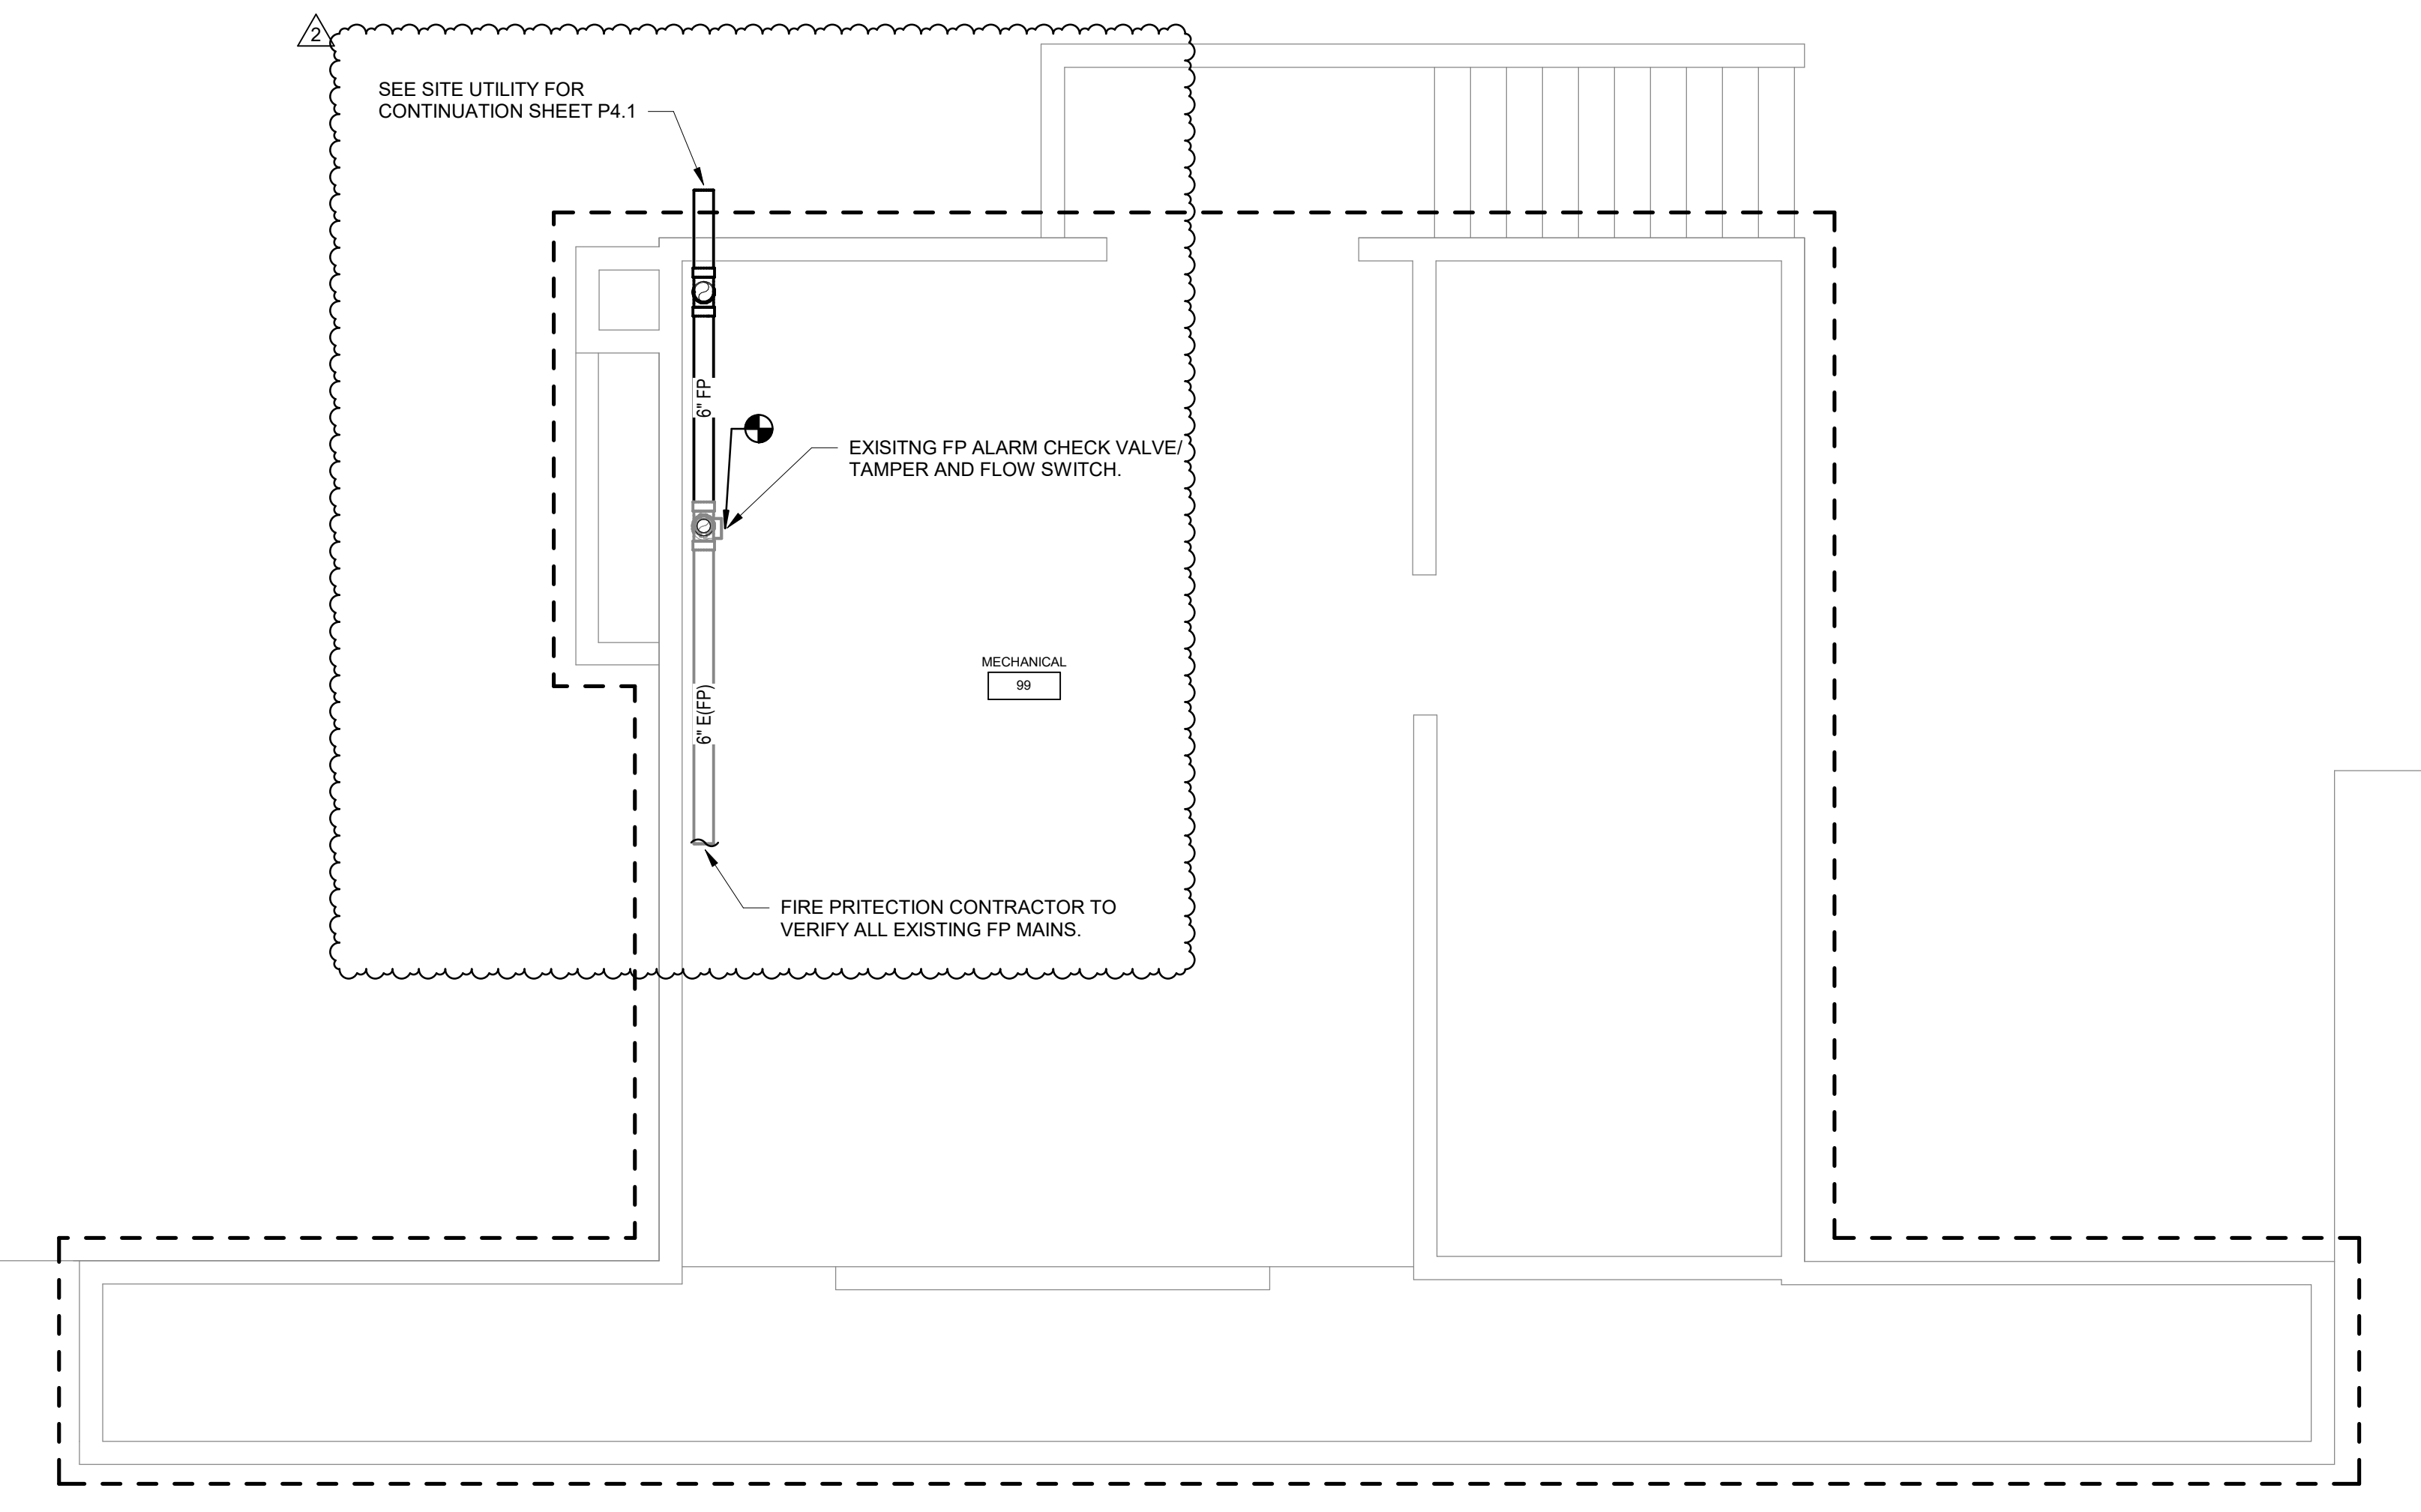 2
SEE SITE UTILITY FOR
CONTINUATION SHEET P4.1
6" FP
EXISITNG FP ALARM CHECK VALVE/
TAMPER AND FLOW SWITCH.
MECHANICAL
99
6" E(FP)
FIRE PRITECTION CONTRACTOR TO
VERIFY ALL EXISTING FP MAINS.